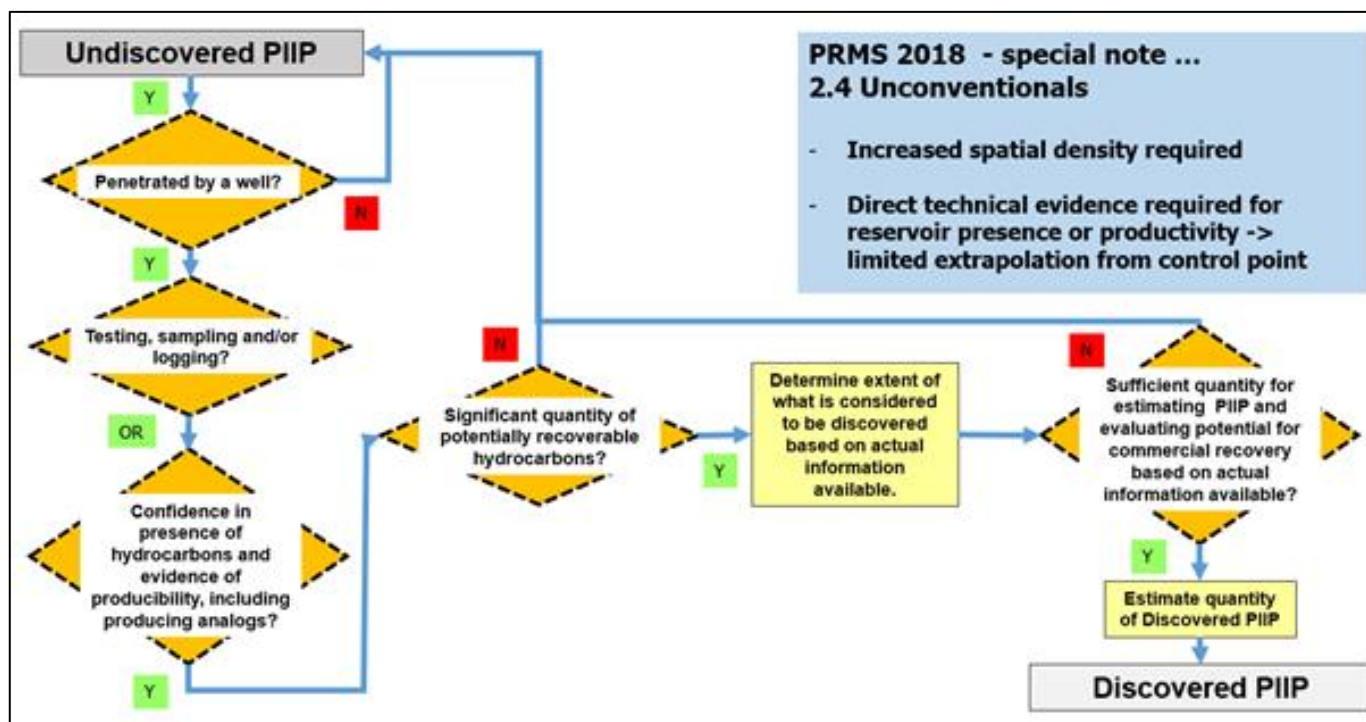 Undiscovered PIIP
PRMS 2018 - special note ...
2.4 Unconventionals
- Increased spatial density required
- Direct technical evidence required for
reservoir presence or productivity ->
limited extrapolation from control point
Y
Penetrated by a well?
N
Y
Testing, sampling and/or
logging?
OR
Confidence in
presence of
hydrocarbons and
evidence of
producibility, including
producing analogs?
Y
N
Significant quantity of
potentially recoverable
hydrocarbons?
Y
Determine extent of
what is considered
to be discovered
based on actual
information
available.
N
Sufficient quantity for
estimating PIIP and
evaluating potential for
commercial recovery
based on actual
information available?
Y
Estimate quantity
of Discovered PIIP
Discovered PIIP